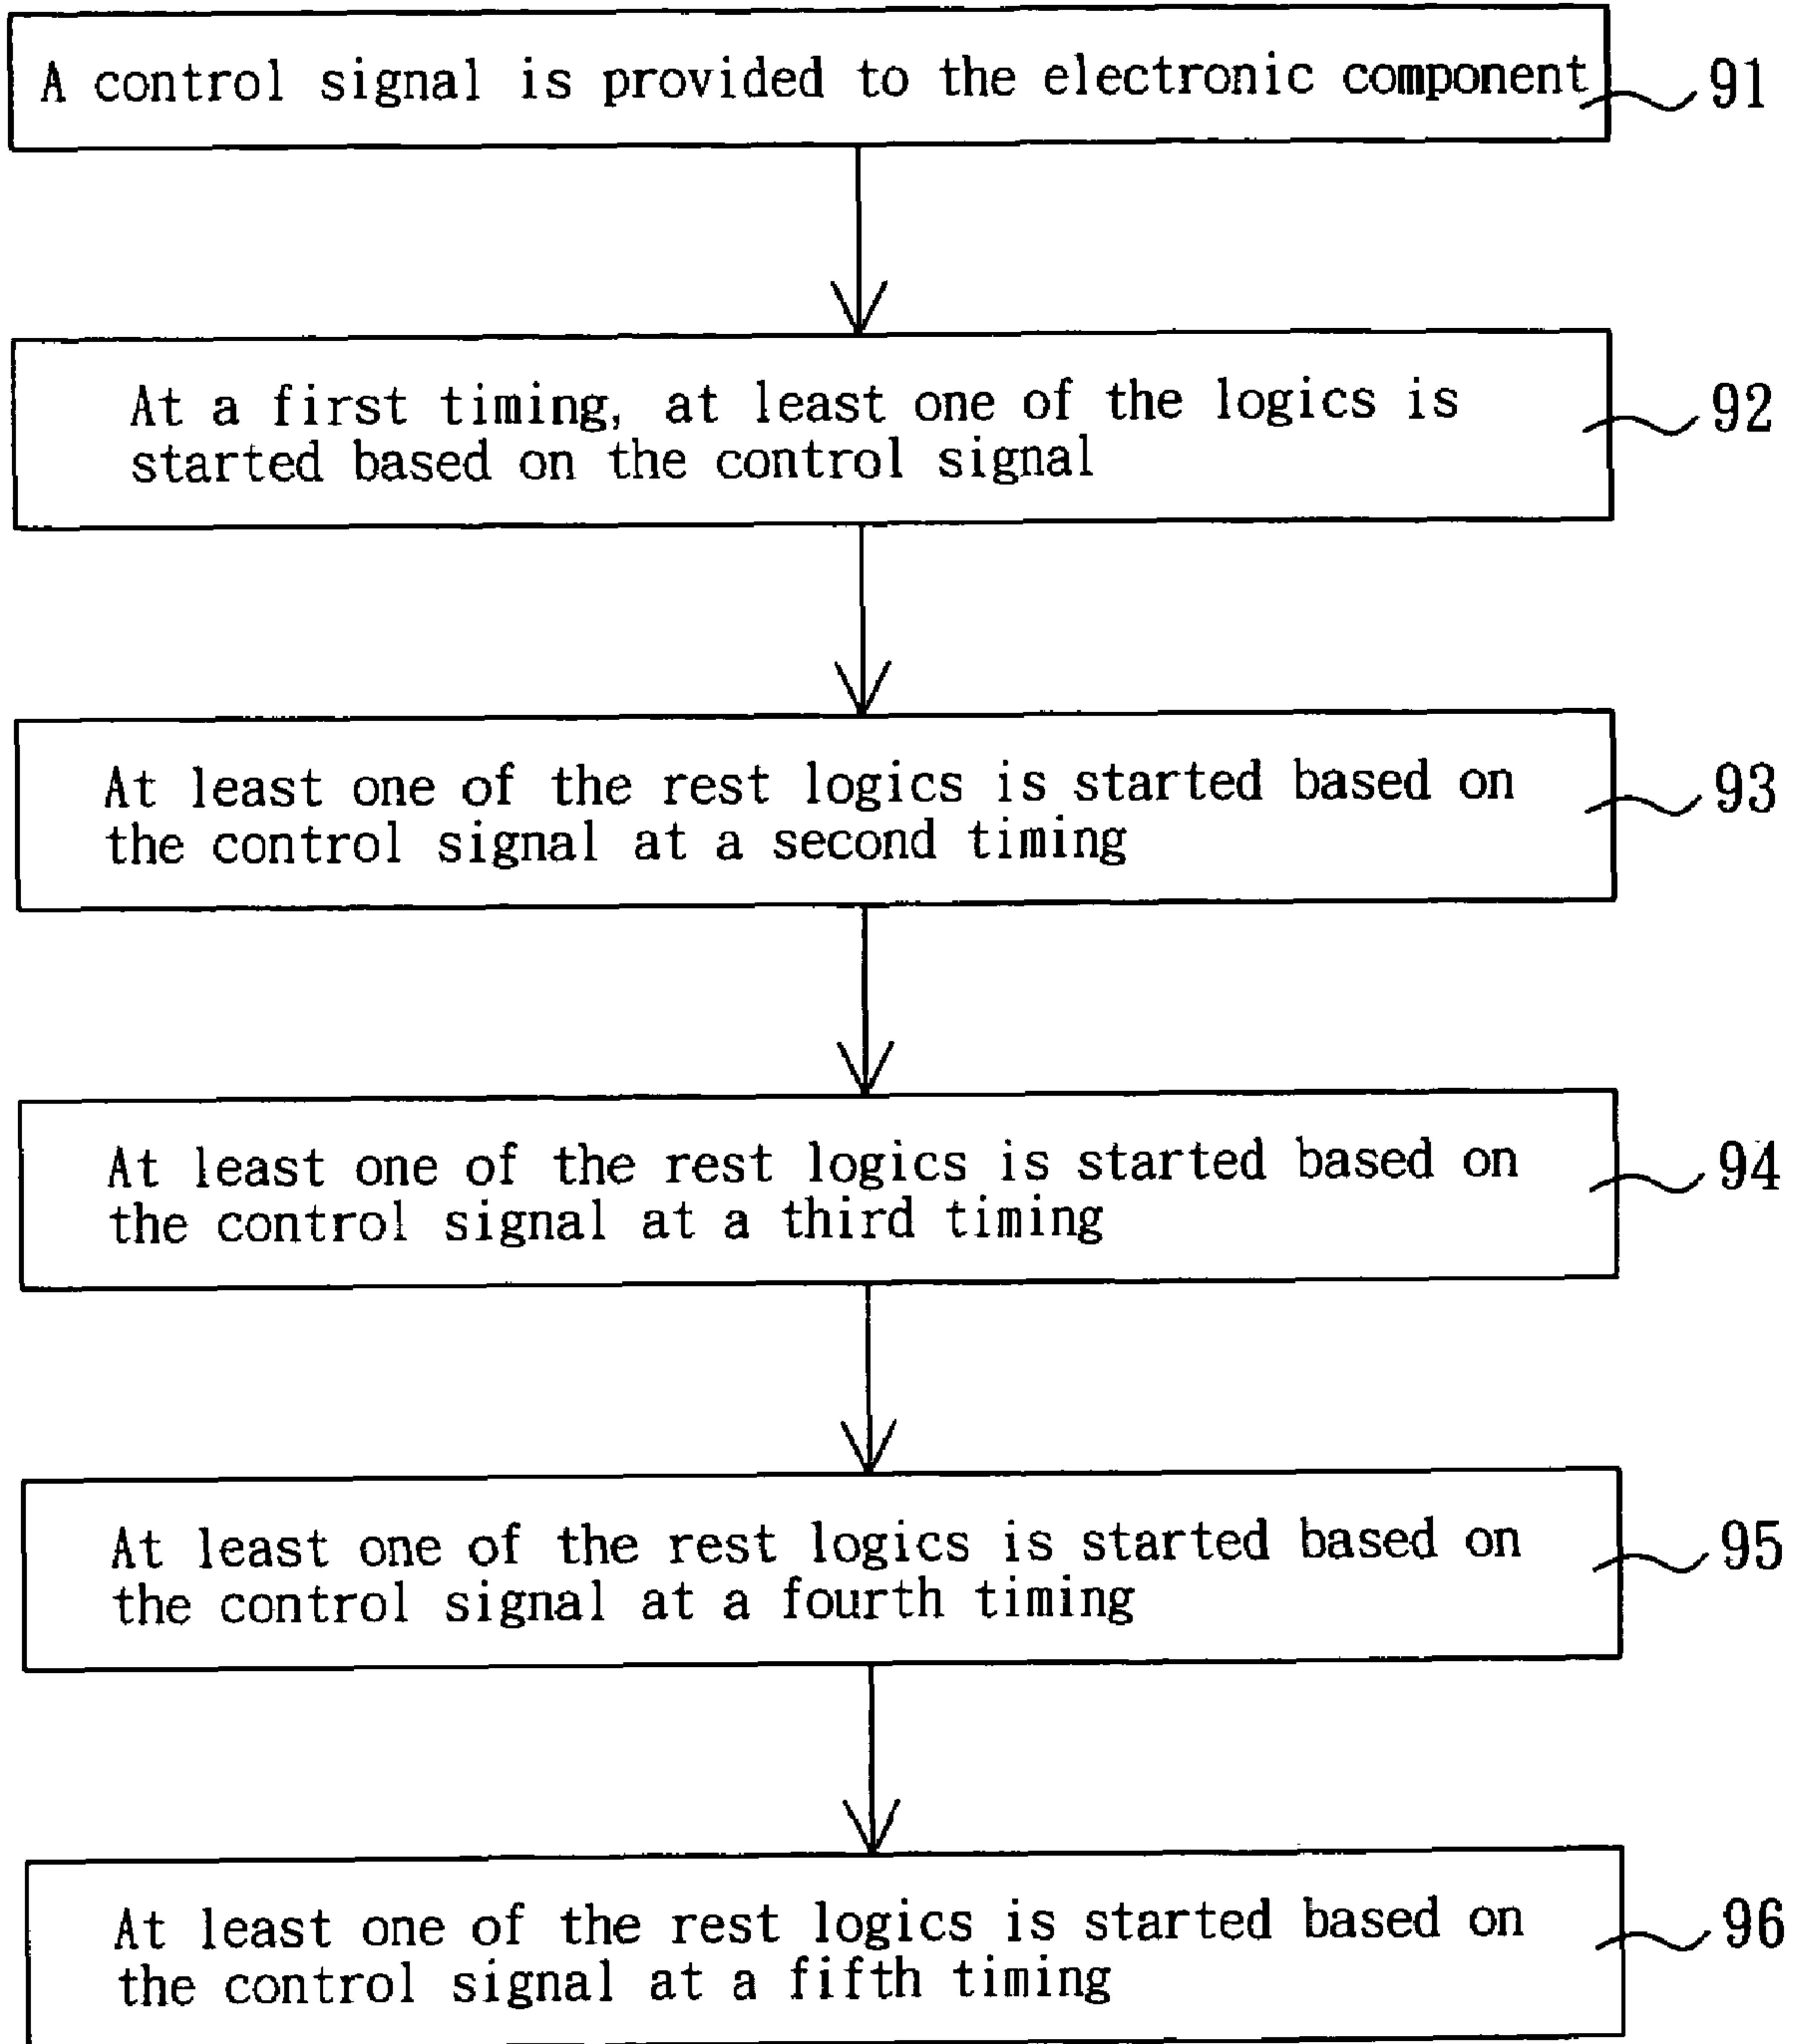 A control signal is provided to the electronic component
91
At a first timing, at least one of the logics is
started based on the control signal
92
At least one of the rest logics is started based on
the control signal at a second timing
93
At least one of the rest logics is started based on
the control signal at a third timing
94
At least one of the rest logics is started based on
the control signal at a fourth timing
95
At least one of the rest logics is started based on
the control signal at a fifth timing
96